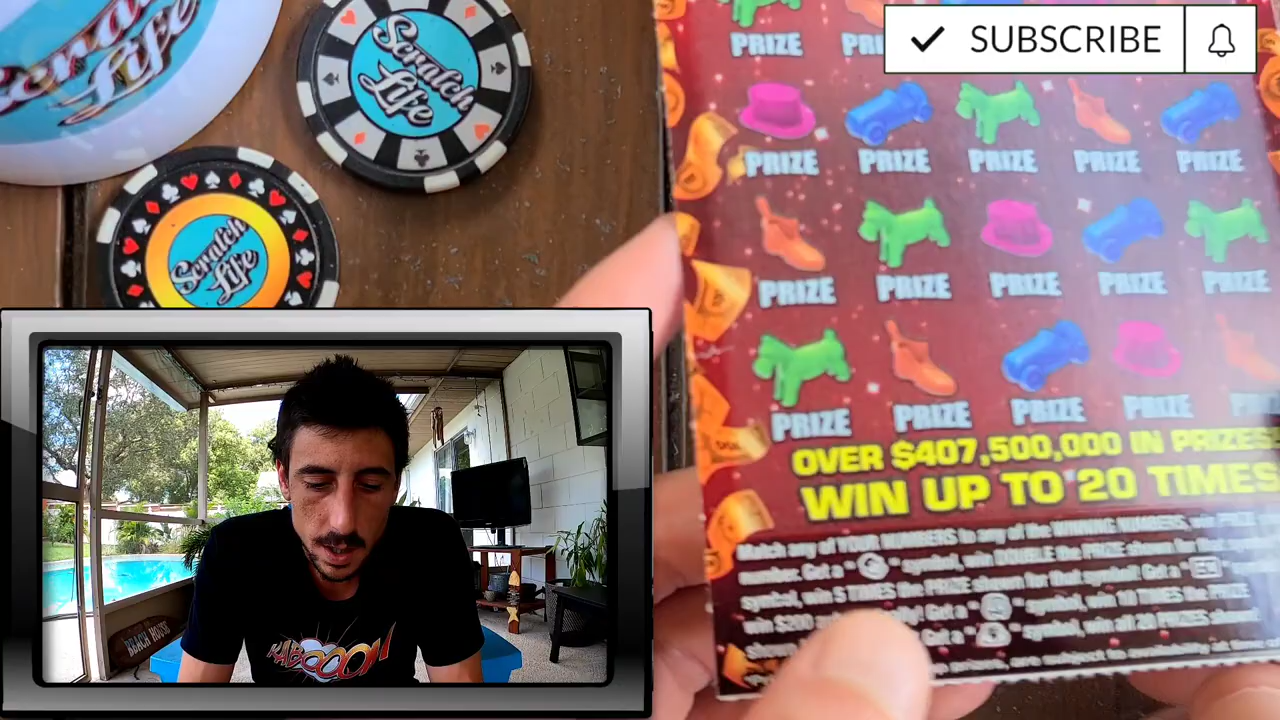 SUBSCRIBE
Scratch
Life
Scratch
Life
Scratch
Life
PRIZE
PRIZE PRIZE PRIZE PRIZE PRIZE
PRIZE PRIZE PRIZE PRIZE PRIZE
PRIZE PRIZE PRIZE PRIZE
OVER $407,500,000 IN PRIZES
WIN UP TO 20 TIMES
Match any of YOUR NUMBERS to any of the WINNING NUMBERS, win PRIZE
number. Get a " " symbol, win DOUBLE the PRIZE shown for that
symbol, win 5 TIMES the PRIZE shown for that symbol! Get a " "
win $200 Get a " " symbol, win 10 TIMES the PRIZE
Get a " " symbol, win all 20 PRIZES shown!
BEACH HOUSE
KABOOOM